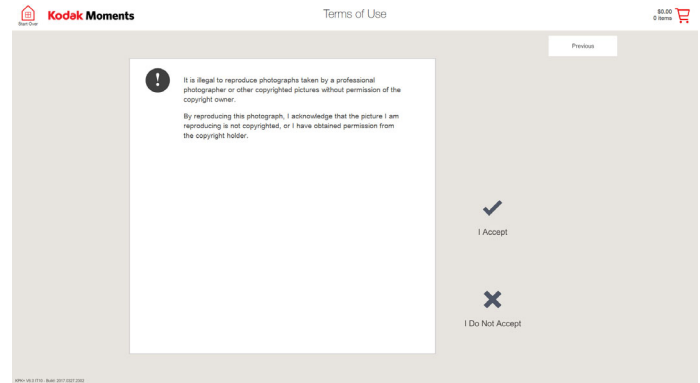 Start Over
Kodak Moments
Terms of Use
$0.00
0 items
Previous
!
It is illegal to reproduce photographs taken by a professional
photographer or other copyrighted pictures without permission of the
copyright owner.
By reproducing this photograph, I acknowledge that the picture I am
reproducing is not copyrighted, or I have obtained permission from
the copyright holder.
I Accept
I Do Not Accept